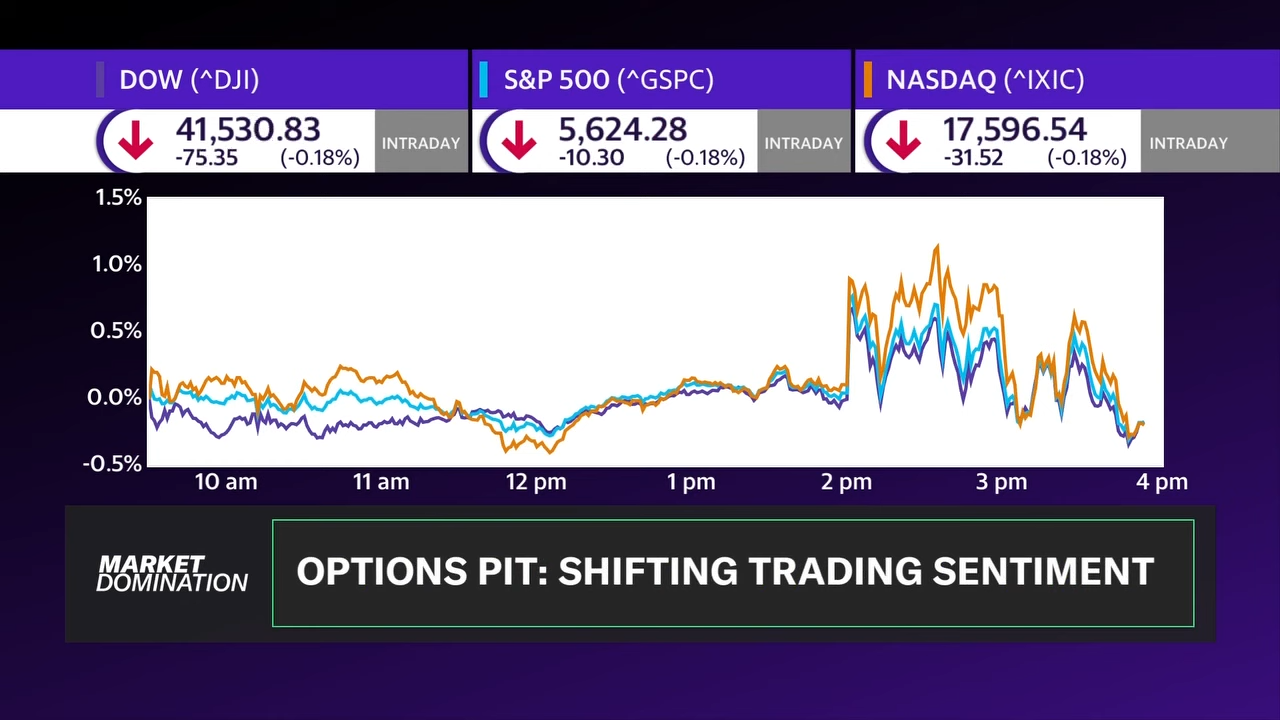 DOW (^DJI)
41,530.83
-75.35 (-0.18%)
INTRADAY
S&P 500 (^GSPC)
5,624.28
-10.30 (-0.18%)
INTRADAY
NASDAQ (^IXIC)
17,596.54
-31.52 (-0.18%)
INTRADAY
1.5%
1.0%
0.5%
0.0%
-0.5%
10 am 11 am 12 pm 1 pm 2 pm 3 pm 4 pm
MARKET
DOMINATION
OPTIONS PIT: SHIFTING TRADING SENTIMENT